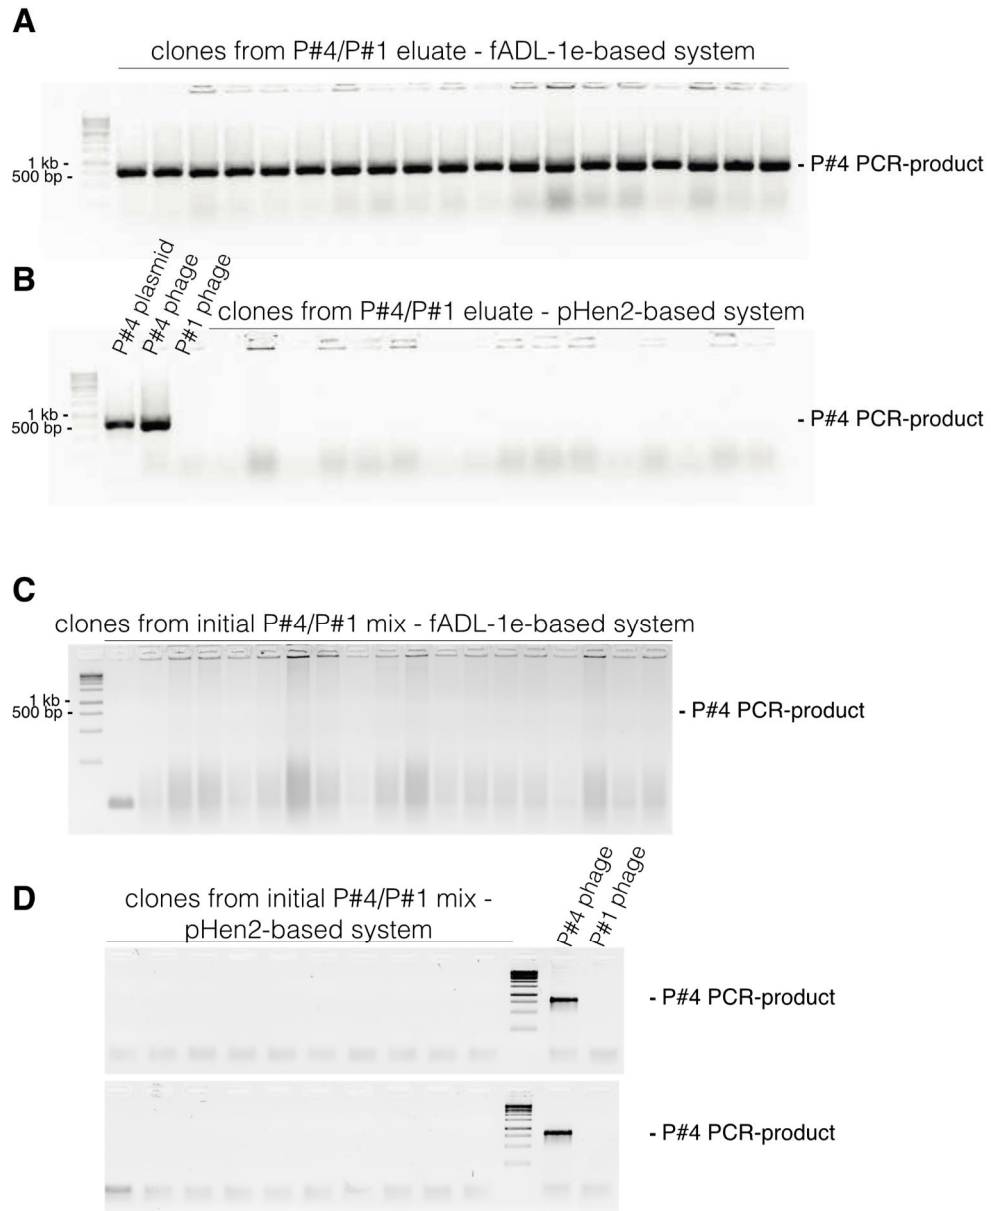 A
clones from P#4/P#1 eluate - fADL-1e-based system
1 kb -
500 bp -
- P#4 PCR-product
B
P#4 plasmid
P#4 phage
P#1 phage
clones from P#4/P#1 eluate - pHen2-based system
1 kb -
500 bp -
- P#4 PCR-product
C
clones from initial P#4/P#1 mix - fADL-1e-based system
1 kb -
500 bp -
- P#4 PCR-product
D
clones from initial P#4/P#1 mix -
pHen2-based system
P#4 phage
P#1 phage
- P#4 PCR-product
- P#4 PCR-product